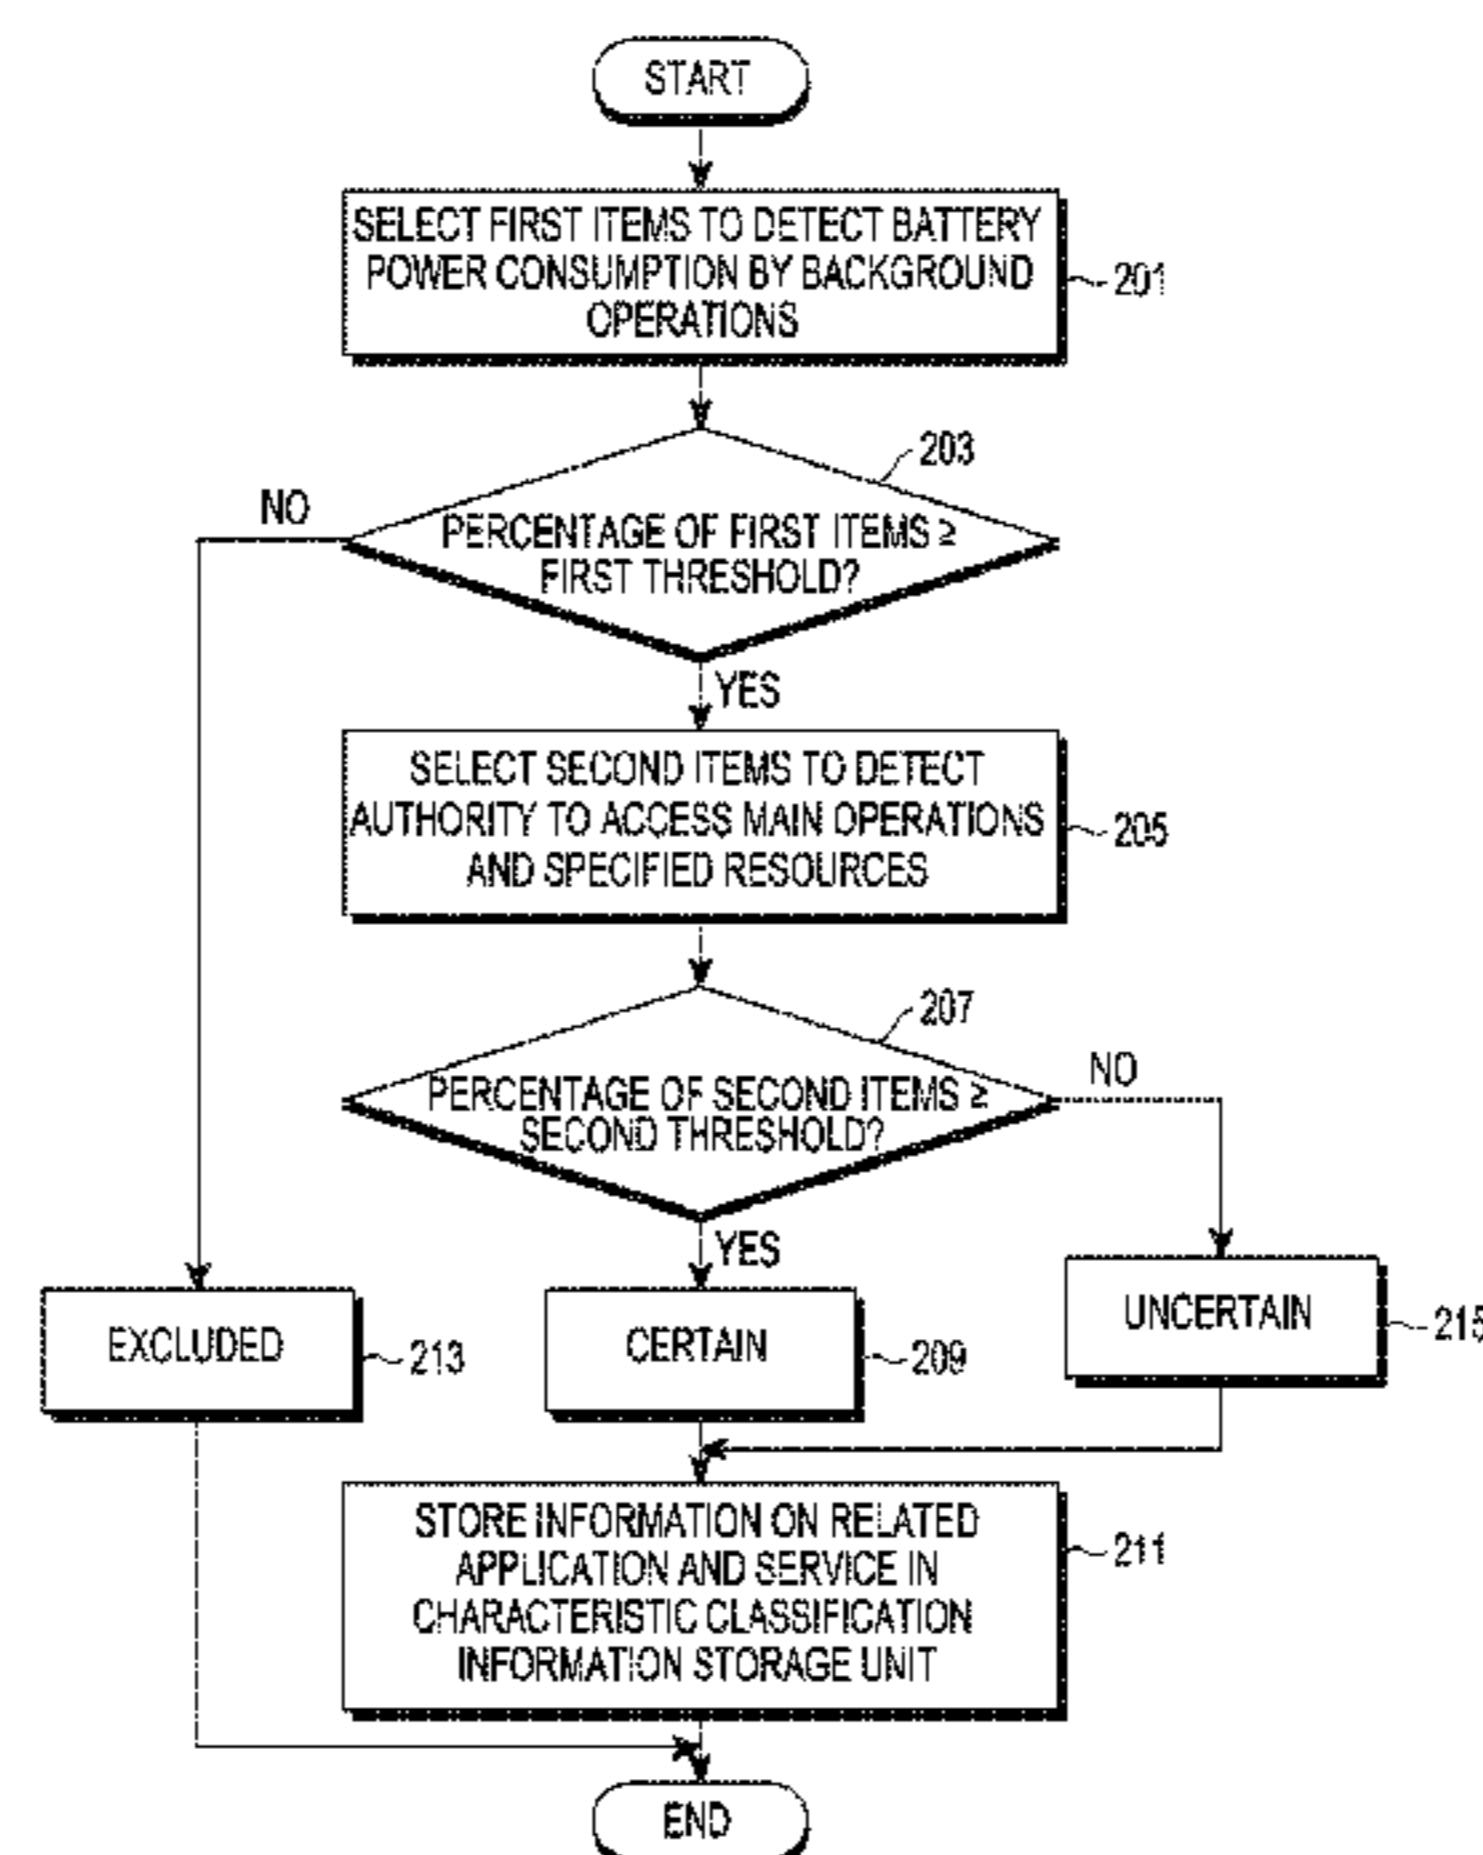 START
SELECT FIRST ITEMS TO DETECT BATTERY
POWER CONSUMPTION BY BACKGROUND
OPERATIONS
201
203
NO
PERCENTAGE OF FIRST ITEMS ≥
FIRST THRESHOLD?
YES
SELECT SECOND ITEMS TO DETECT
AUTHORITY TO ACCESS MAIN OPERATIONS
AND SPECIFIED RESOURCES
205
207
NO
PERCENTAGE OF SECOND ITEMS ≥
SECOND THRESHOLD?
YES
EXCLUDED
213
CERTAIN
209
UNCERTAIN
215
STORE INFORMATION ON RELATED
APPLICATION AND SERVICE IN
CHARACTERISTIC CLASSIFICATION
INFORMATION STORAGE UNIT
211
END